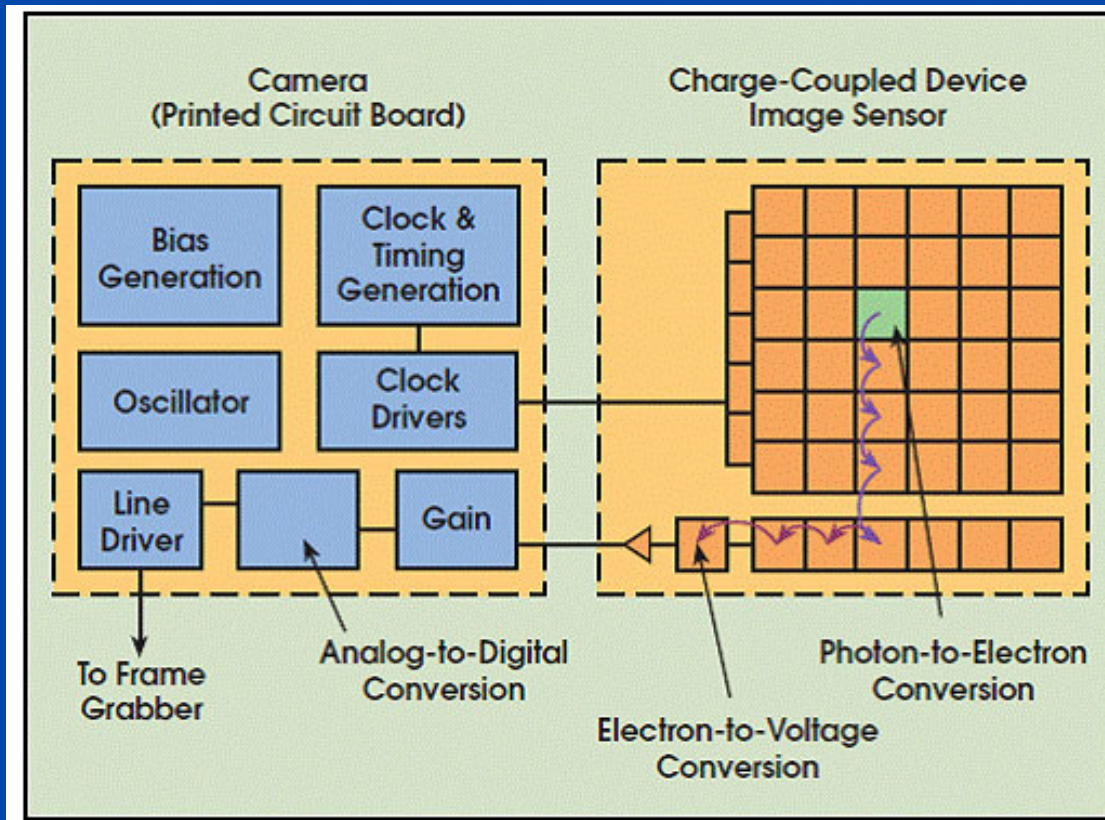 Camera
(Printed Circuit Board)
Charge-Coupled Device
Image Sensor
Bias
Generation
Clock &
Timing
Generation
Oscillator
Clock
Drivers
Line
Driver
Gain
To Frame
Grabber
Analog-to-Digital
Conversion
Electron-to-Voltage
Conversion
Photon-to-Electron
Conversion